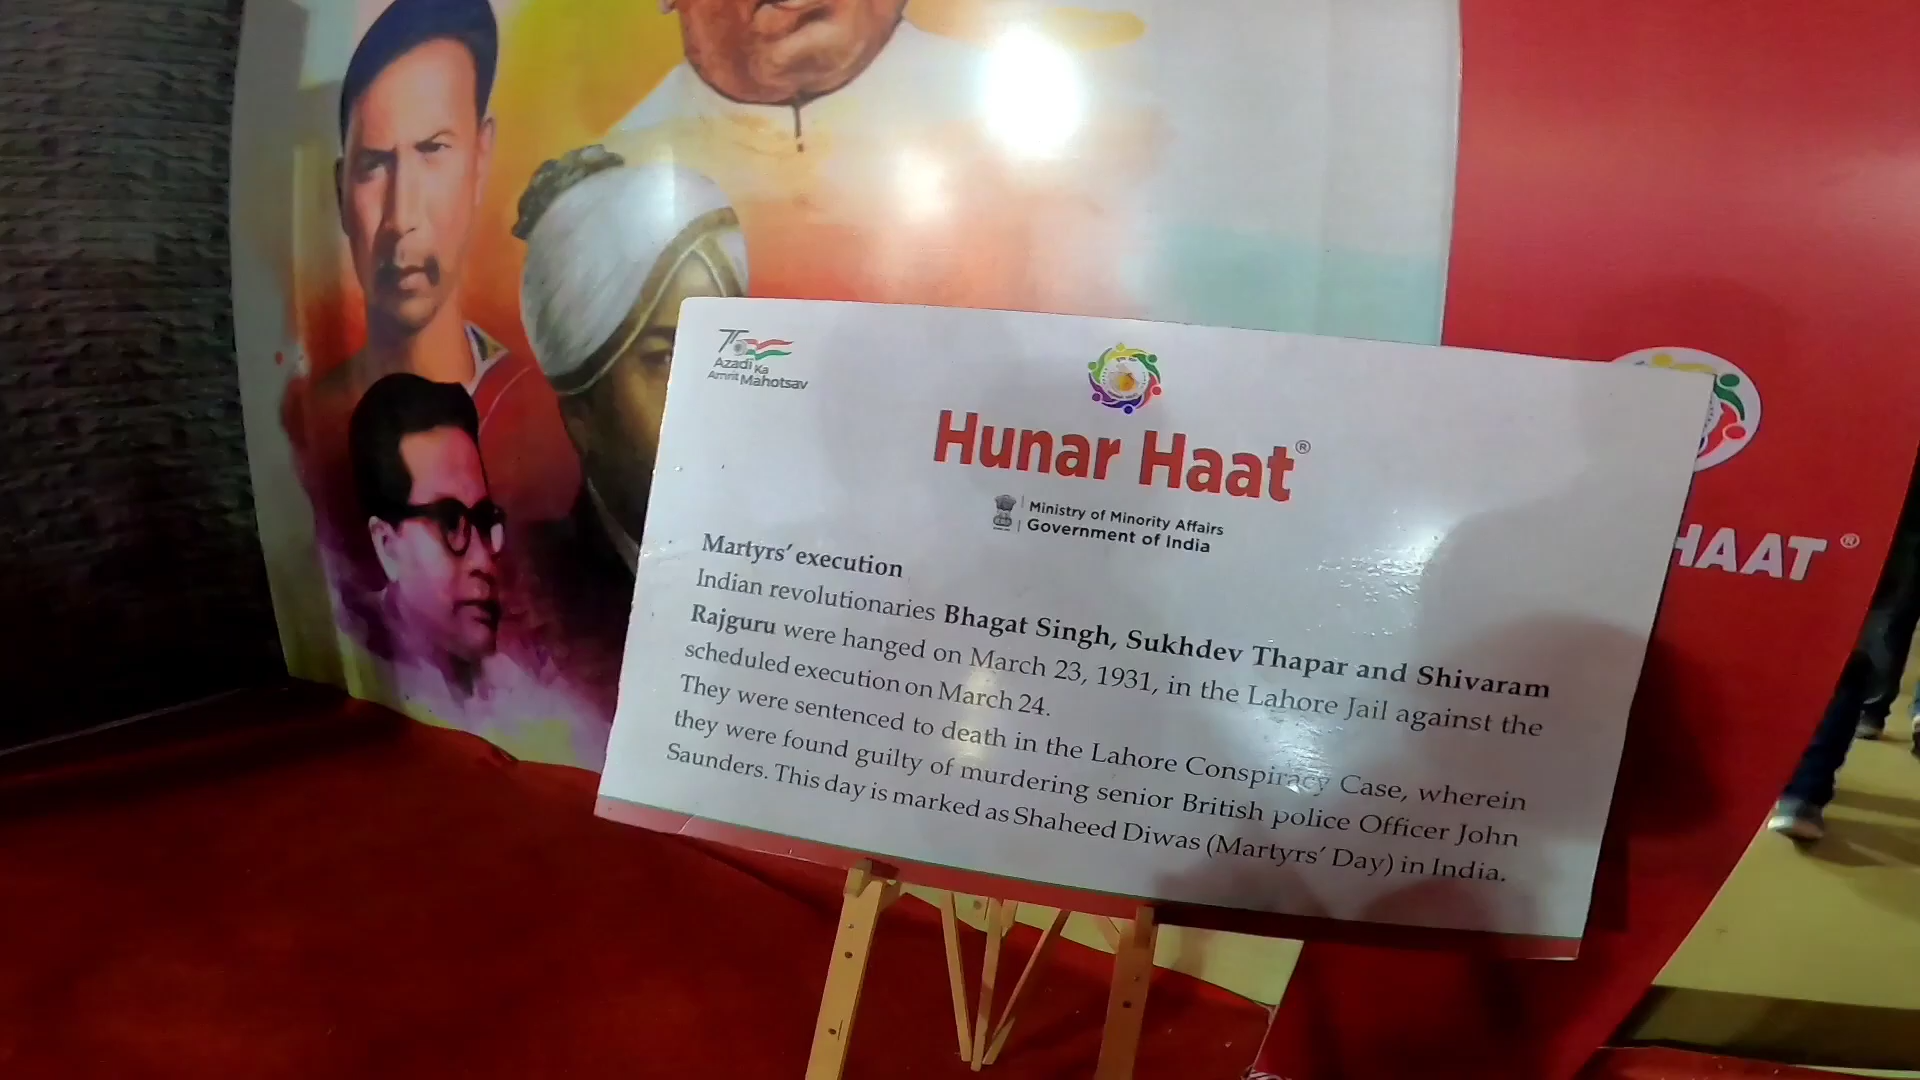 75
Azadi Ka
Amrit Mahotsav
Hunar Haat®
Ministry of Minority Affairs
Government of India
Martyrs' execution
Indian revolutionaries Bhagat Singh, Sukhdev Thapar and Shivaram
Rajguru were hanged on March 23, 1931, in the Lahore Jail against the
scheduled execution on March 24.
They were sentenced to death in the Lahore Conspiracy Case, wherein
they were found guilty of murdering senior British police Officer John
Saunders. This day is marked as Shaheed Diwas (Martyrs' Day) in India.
HAAT ®